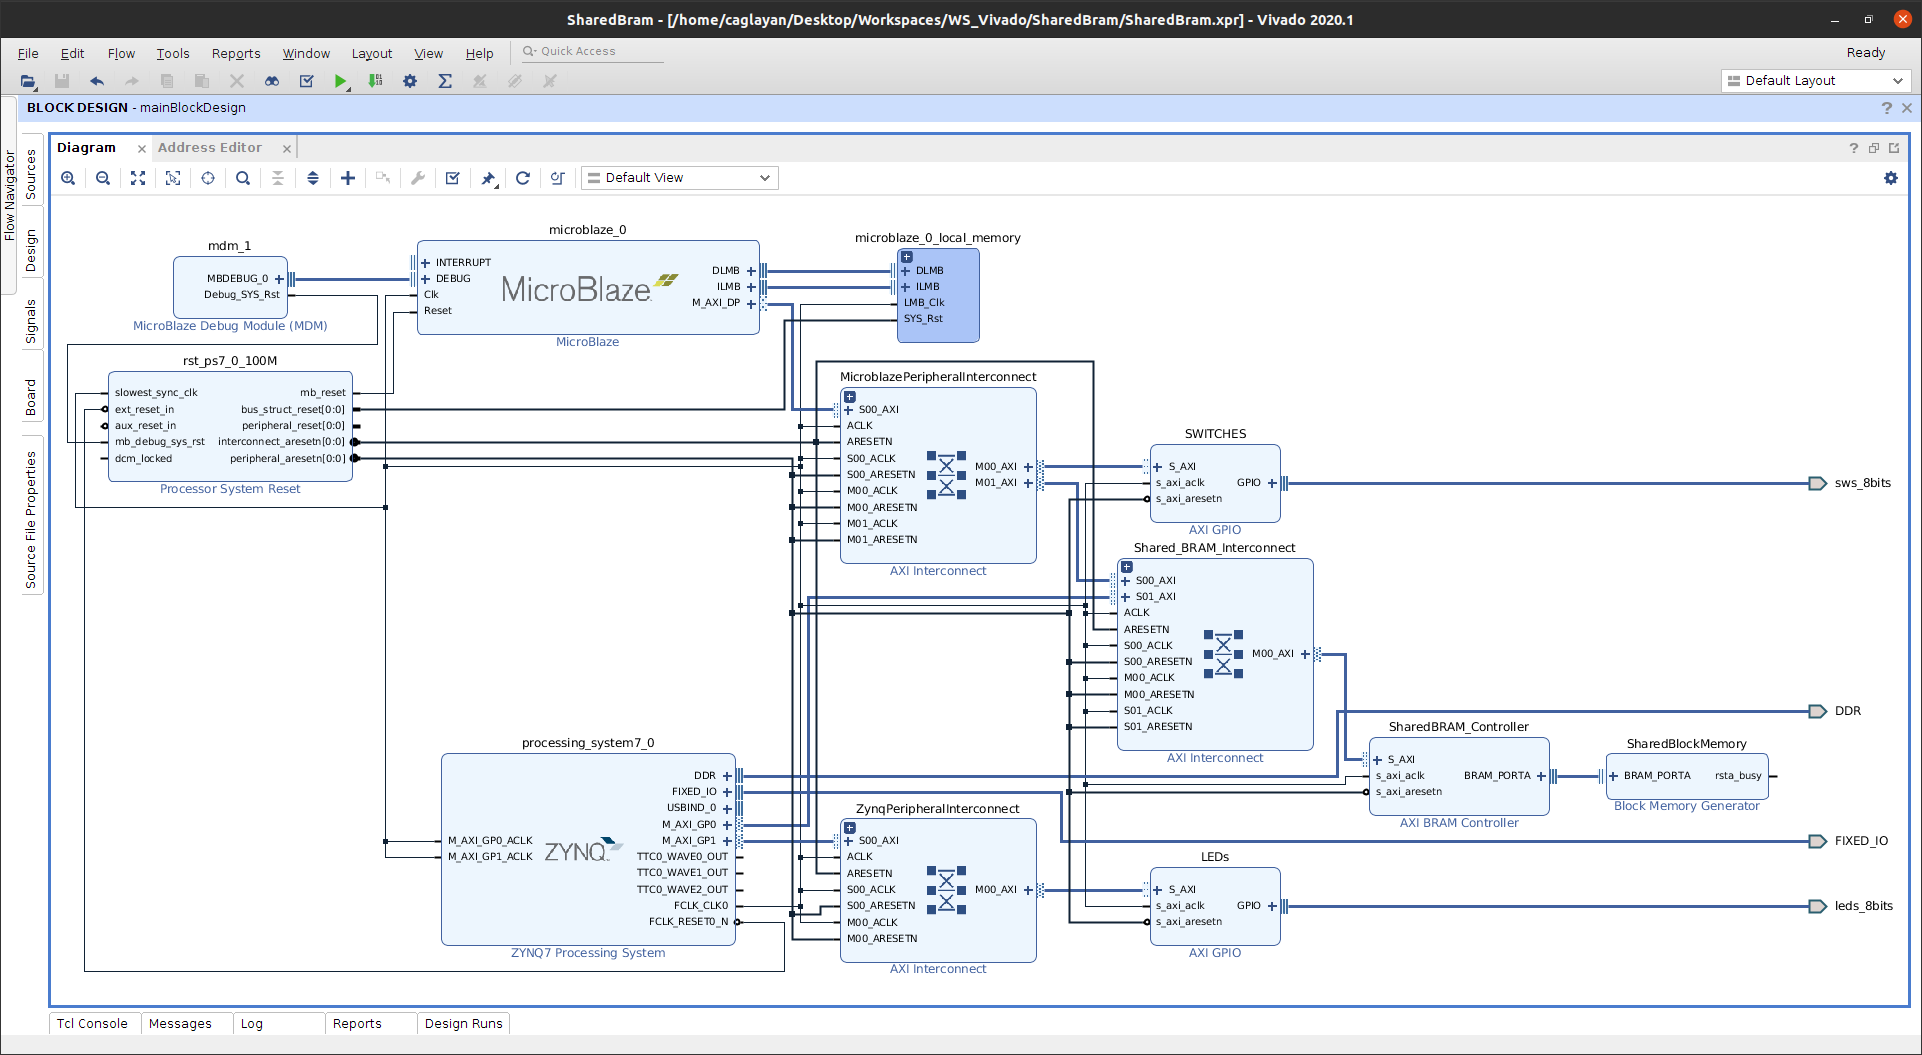 SharedBram - [/home/caglayan/Desktop/Workspaces/WS_Vivado/SharedBram/SharedBram.xpr] - Vivado 2020.1
File Edit Flow Tools Reports Window Layout View Help Quick Access Ready
Default Layout
BLOCK DESIGN - mainBlockDesign
Flow Navigator
Sources
Design
Signals
Board
Source File Properties
Diagram Address Editor
Default View
mdm_1
MBDEBUG_0
Debug_SYS_Rst
MicroBlaze Debug Module (MDM)
microblaze_0
INTERRUPT
DEBUG
Clk
Reset
MicroBlaze
DLMB
ILMB
M_AXI_DP
MicroBlaze
microblaze_0_local_memory
DLMB
ILMB
LMB_Clk
SYS_Rst
rst_ps7_0_100M
slowest_sync_clk
ext_reset_in
aux_reset_in
mb_debug_sys_rst
dcm_locked
mb_reset
bus_struct_reset[0:0]
peripheral_reset[0:0]
interconnect_aresetn[0:0]
peripheral_aresetn[0:0]
Processor System Reset
MicroblazePeripheralInterconnect
S00_AXI
ACLK
ARESETN
S00_ACLK
S00_ARESETN
M00_ACLK
M00_ARESETN
M01_ACLK
M01_ARESETN
M00_AXI
M01_AXI
AXI Interconnect
SWITCHES
S_AXI
s_axi_aclk
s_axi_aresetn
GPIO
AXI GPIO
sws_8bits
Shared_BRAM_Interconnect
S00_AXI
S01_AXI
ACLK
ARESETN
S00_ACLK
S00_ARESETN
M00_ACLK
M00_ARESETN
S01_ACLK
S01_ARESETN
M00_AXI
AXI Interconnect
DDR
SharedBRAM_Controller
S_AXI
s_axi_aclk
s_axi_aresetn
BRAM_PORTA
AXI BRAM Controller
SharedBlockMemory
BRAM_PORTA
rsta_busy
Block Memory Generator
processing_system7_0
M_AXI_GP0_ACLK
M_AXI_GP1_ACLK
ZYNQ
DDR
FIXED_IO
USBIND_0
M_AXI_GP0
M_AXI_GP1
TTC0_WAVE0_OUT
TTC0_WAVE1_OUT
TTC0_WAVE2_OUT
FCLK_CLK0
FCLK_RESET0_N
ZYNQ7 Processing System
ZynqPeripheralInterconnect
S00_AXI
ACLK
ARESETN
S00_ACLK
S00_ARESETN
M00_ACLK
M00_ARESETN
M00_AXI
AXI Interconnect
FIXED_IO
LEDs
S_AXI
s_axi_aclk
s_axi_aresetn
GPIO
AXI GPIO
leds_8bits
Tcl Console Messages Log Reports Design Runs